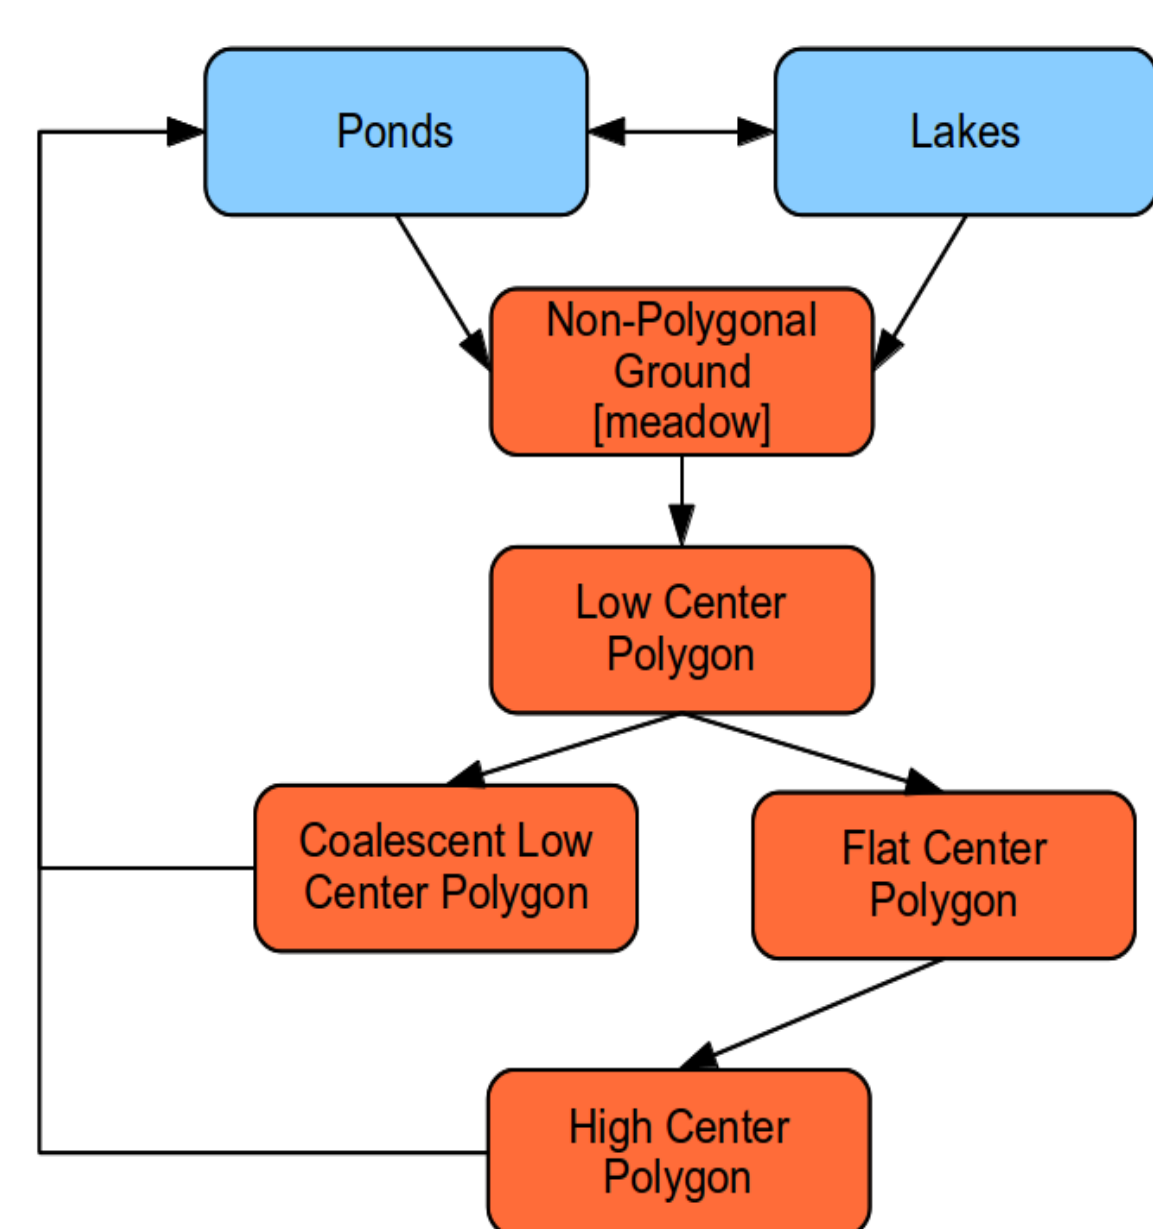 Ponds
Lakes
Non-Polygonal
Ground
[meadow]
Low Center
Polygon
Coalescent Low
Center Polygon
Flat Center
Polygon
High Center
Polygon